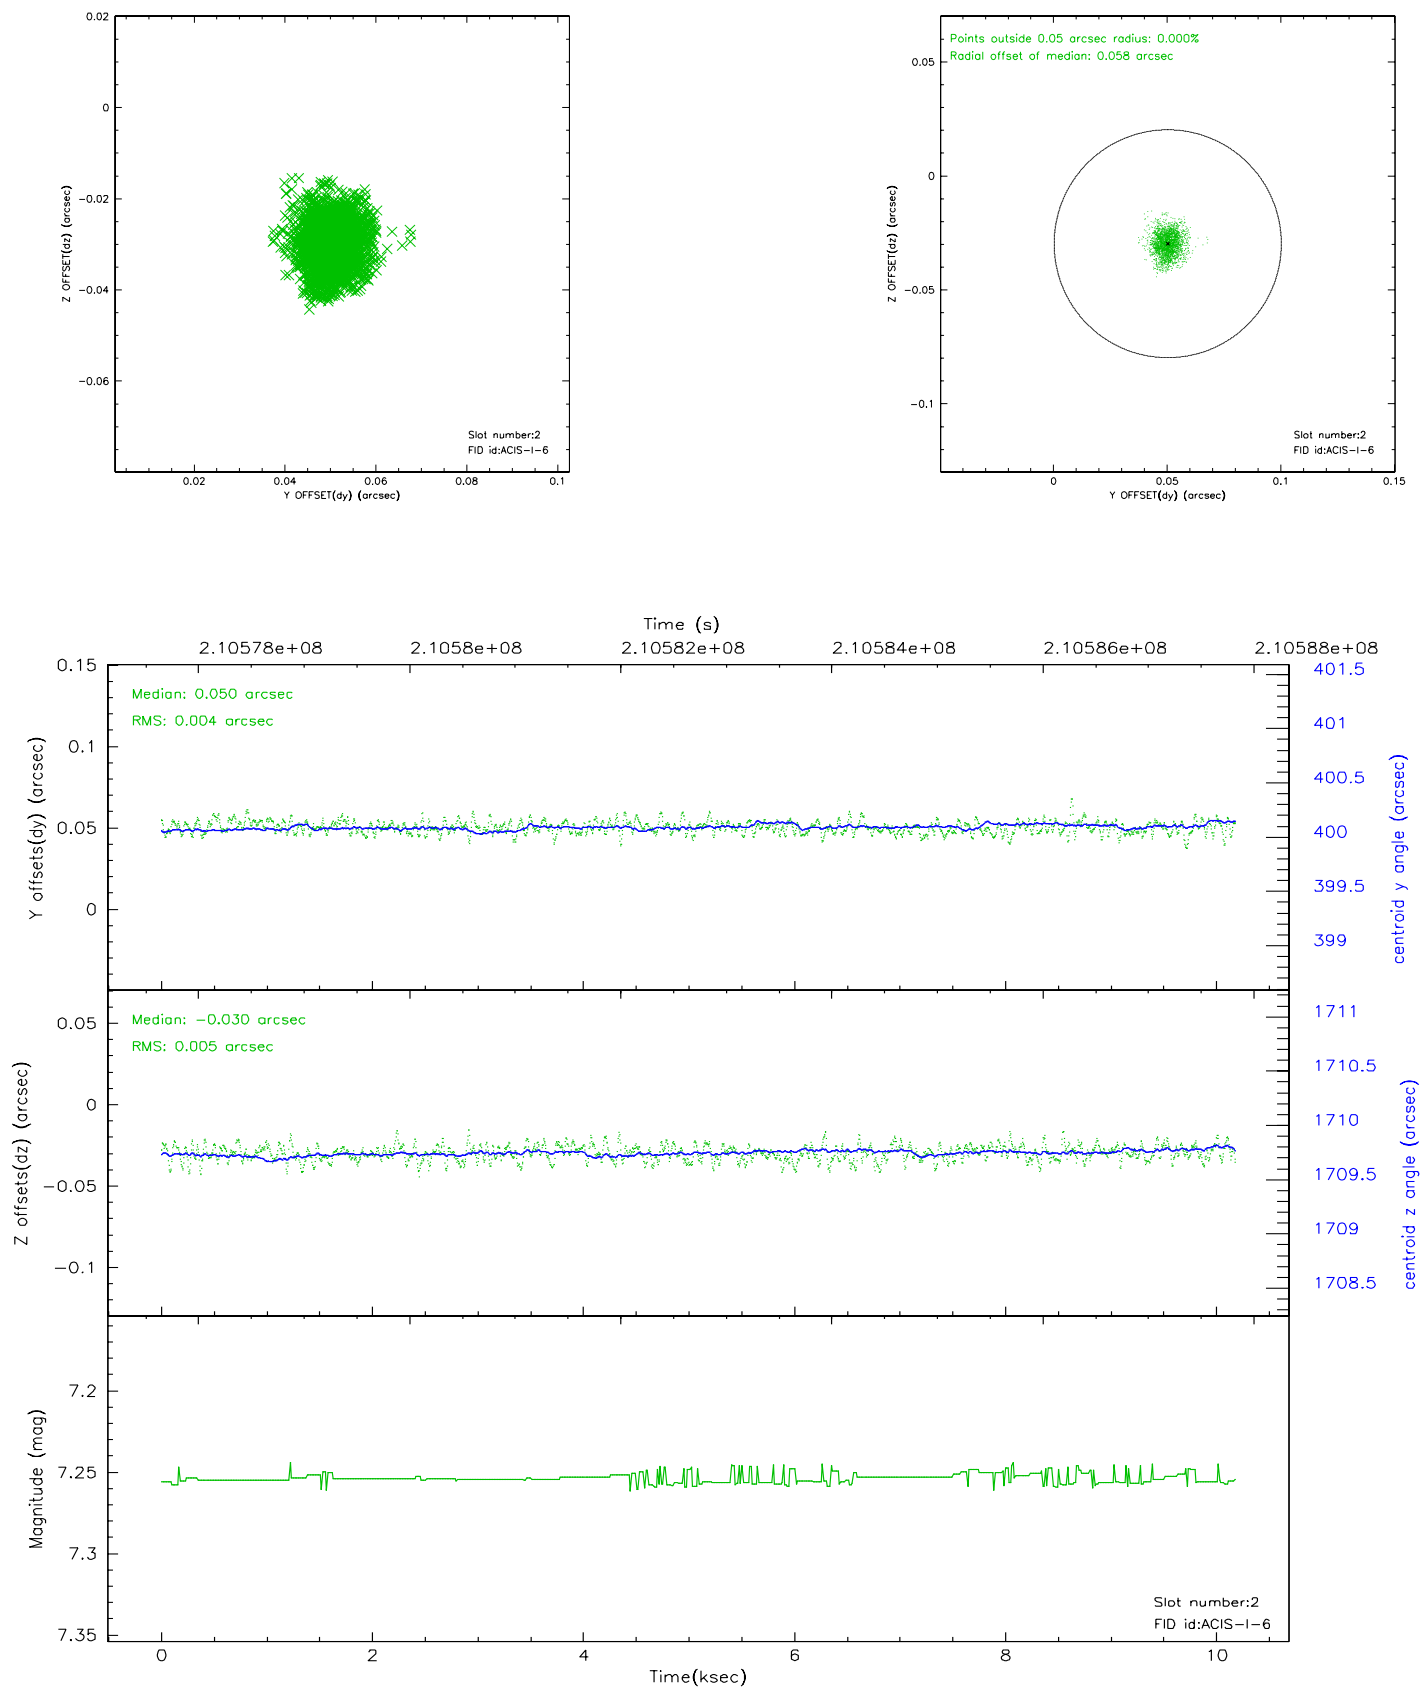 0.02
0
−0.02
−0.04
−0.06
Z OFFSET(dz) (arcsec)
Slot number:2
FID id:ACIS−I−6
0.02 0.04 0.06 0.08 0.1
Y OFFSET(dy) (arcsec)
Points outside 0.05 arcsec radius: 0.000%
Radial offset of median: 0.058 arcsec
0.05
0
−0.05
−0.1
Z OFFSET(dz) (arcsec)
Slot number:2
FID id:ACIS−I−6
0 0.05 0.1 0.15
Y OFFSET(dy) (arcsec)
Time (s)
2.10578e+08 2.1058e+08 2.10582e+08 2.10584e+08 2.10586e+08 2.10588e+08
Median: 0.050 arcsec
RMS: 0.004 arcsec
0.15
0.1
0.05
0
Y offsets(dy) (arcsec)
401.5
401
400.5
400
399.5
399
centroid y angle (arcsec)
Median: −0.030 arcsec
RMS: 0.005 arcsec
0.05
0
−0.05
−0.1
Z offsets(dz) (arcsec)
1711
1710.5
1710
1709.5
1709
1708.5
centroid z angle (arcsec)
7.2
7.25
7.3
7.35
Magnitude (mag)
Slot number:2
FID id:ACIS−I−6
0 2 4 6 8 10
Time(ksec)